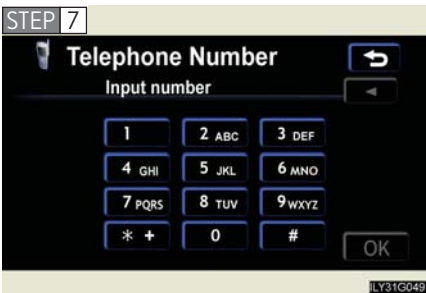 STEP 7
Telephone Number
Input number
1 2 ABC 3 DEF
4 GHI 5 JKL 6 MNO
7 PQRS 8 TUV 9 WXYZ
* + 0 #
OK
ILY31G049